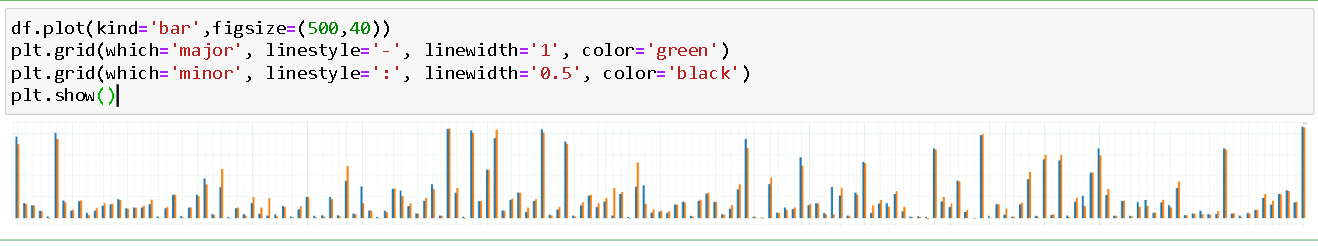 df.plot(kind='bar',figsize=(500,40))
plt.grid(which='major', linestyle='-', linewidth='1', color='green')
plt.grid(which='minor', linestyle=':', linewidth='0.5', color='black')
plt.show()